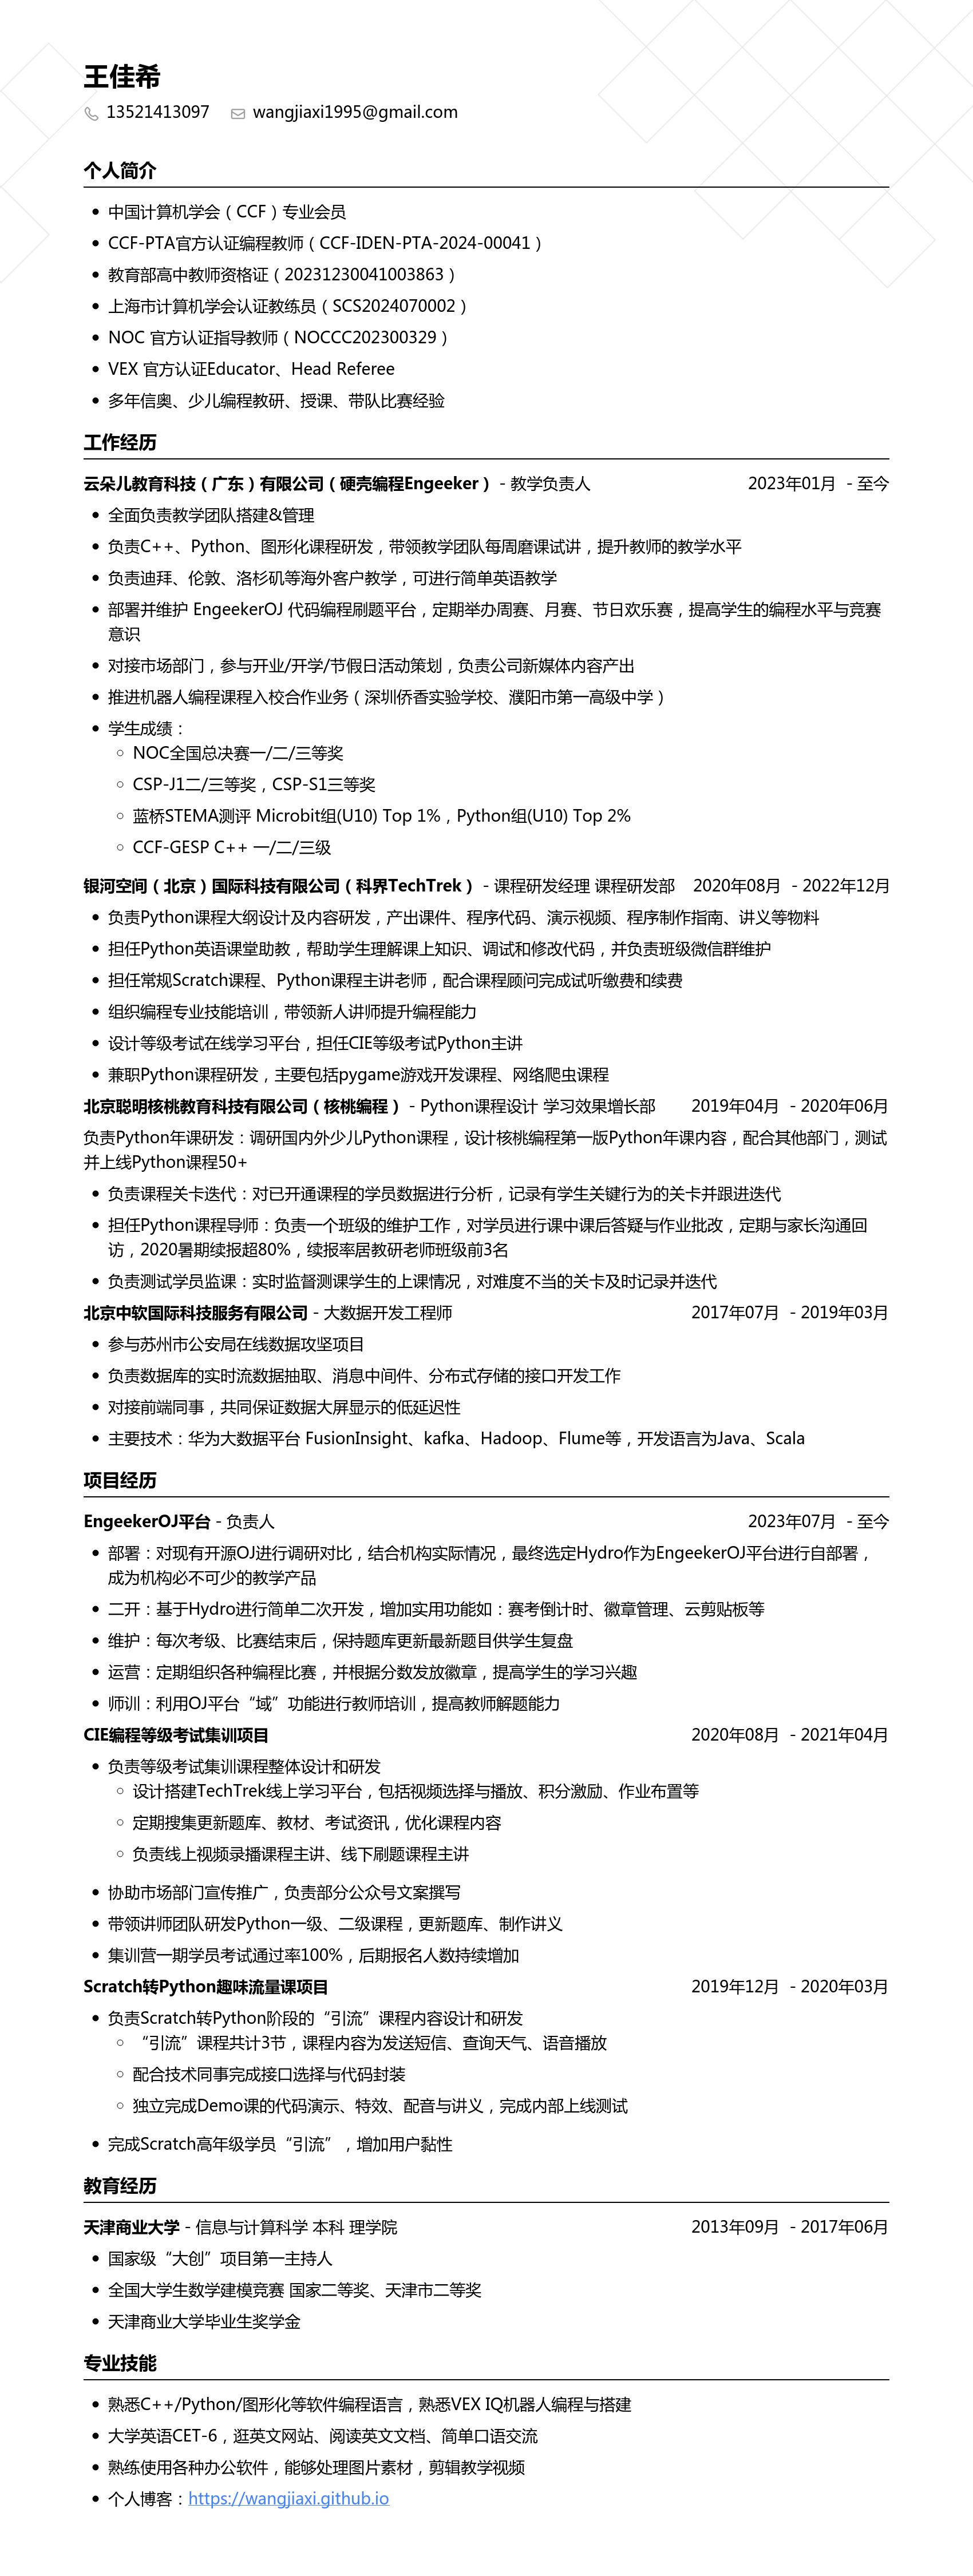 王佳希
13521413097 wangjiaxi1995@gmail.com
个人简介
中国计算机学会（CCF）专业会员
CCF-PTA官方认证编程教师（CCF-IDEN-PTA-2024-00041）
教育部高中教师资格证（20231230041003863）
上海市计算机学会认证教练员（SCS2024070002）
NOC 官方认证指导教师（NOCCC202300329）
VEX 官方认证Educator、Head Referee
多年信奥、少儿编程教研、授课、带队比赛经验
工作经历
云朵儿教育科技（广东）有限公司（硬壳编程Engeeker） - 教学负责人 2023年01月 - 至今
全面负责教学团队搭建&管理
负责C++、Python、图形化课程研发，带领教学团队每周磨课试讲，提升教师的教学水平
负责迪拜、伦敦、洛杉矶等海外客户教学，可进行简单英语教学
部署并维护 EngeekerOJ 代码编程刷题平台，定期举办周赛、月赛、节日欢乐赛，提高学生的编程水平与竞赛
意识
对接市场部门，参与开业/开学/节假日活动策划，负责公司新媒体内容产出
推进机器人编程课程入校合作业务（深圳侨香实验学校、濮阳市第一高级中学）
学生成绩：
NOC全国总决赛一/二/三等奖
CSP-J1二/三等奖，CSP-S1三等奖
蓝桥STEMA测评 Microbit组(U10) Top 1%，Python组(U10) Top 2%
CCF-GESP C++ 一/二/三级
银河空间（北京）国际科技有限公司（科界TechTrek） - 课程研发经理 课程研发部 2020年08月 - 2022年12月
负责Python课程大纲设计及内容研发，产出课件、程序代码、演示视频、程序制作指南、讲义等物料
担任Python英语课堂助教，帮助学生理解课上知识、调试和修改代码，并负责班级微信群维护
担任常规Scratch课程、Python课程主讲老师，配合课程顾问完成试听缴费和续费
组织编程专业技能培训，带领新人讲师提升编程能力
设计等级考试在线学习平台，担任CIE等级考试Python主讲
兼职Python课程研发，主要包括pygame游戏开发课程、网络爬虫课程
北京聪明核桃教育科技有限公司（核桃编程） - Python课程设计 学习效果增长部 2019年04月 - 2020年06月
负责Python年课研发：调研国内外少儿Python课程，设计核桃编程第一版Python年课内容，配合其他部门，测试
并上线Python课程50+
负责课程关卡迭代：对已开通课程的学员数据进行分析，记录有学生关键行为的关卡并跟进迭代
担任Python课程导师：负责一个班级的维护工作，对学员进行课中课后答疑与作业批改，定期与家长沟通回
访，2020暑期续报超80%，续报率居教研老师班级前3名
负责测试学员监课：实时监督测课学生的上课情况，对难度不当的关卡及时记录并迭代
北京中软国际科技服务有限公司 - 大数据开发工程师 2017年07月 - 2019年03月
参与苏州市公安局在线数据攻坚项目
负责数据库的实时流数据抽取、消息中间件、分布式存储的接口开发工作
对接前端同事，共同保证数据大屏显示的低延迟性
主要技术：华为大数据平台 FusionInsight、kafka、Hadoop、Flume等，开发语言为Java、Scala
项目经历
EngeekerOJ平台 - 负责人 2023年07月 - 至今
部署：对现有开源OJ进行调研对比，结合机构实际情况，最终选定Hydro作为EngeekerOJ平台进行自部署，
成为机构必不可少的教学产品
二开：基于Hydro进行简单二次开发，增加实用功能如：赛考倒计时、徽章管理、云剪贴板等
维护：每次考级、比赛结束后，保持题库更新最新题目供学生复盘
运营：定期组织各种编程比赛，并根据分数发放徽章，提高学生的学习兴趣
师训：利用OJ平台“域”功能进行教师培训，提高教师解题能力
CIE编程等级考试集训项目 2020年08月 - 2021年04月
负责等级考试集训课程整体设计和研发
设计搭建TechTrek线上学习平台，包括视频选择与播放、积分激励、作业布置等
定期搜集更新题库、教材、考试资讯，优化课程内容
负责线上视频录播课程主讲、线下刷题课程主讲
协助市场部门宣传推广，负责部分公众号文案撰写
带领讲师团队研发Python一级、二级课程，更新题库、制作讲义
集训营一期学员考试通过率100%，后期报名人数持续增加
Scratch转Python趣味流量课项目 2019年12月 - 2020年03月
负责Scratch转Python阶段的“引流”课程内容设计和研发
“引流”课程共计3节，课程内容为发送短信、查询天气、语音播放
配合技术同事完成接口选择与代码封装
独立完成Demo课的代码演示、特效、配音与讲义，完成内部上线测试
完成Scratch高年级学员“引流”，增加用户黏性
教育经历
天津商业大学 - 信息与计算科学 本科 理学院 2013年09月 - 2017年06月
国家级“大创”项目第一主持人
全国大学生数学建模竞赛 国家二等奖、天津市二等奖
天津商业大学毕业生奖学金
专业技能
熟悉C++/Python/图形化等软件编程语言，熟悉VEX IQ机器人编程与搭建
大学英语CET-6，逛英文网站、阅读英文文档、简单口语交流
熟练使用各种办公软件，能够处理图片素材，剪辑教学视频
个人博客：https://wangjiaxi.github.io